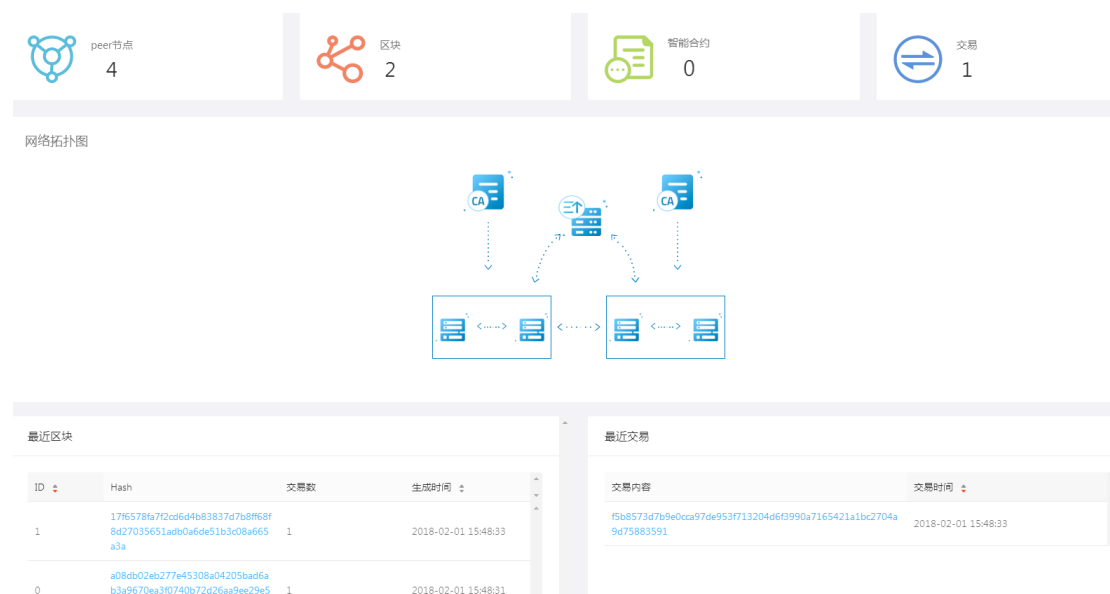 peer节点
4
区块
2
智能合约
0
交易
1
网络拓扑图
CA
CA
最近区块
ID Hash 交易数 生成时间
1 17f6578fa7f2cd6d4b83837d7b8ff68f 1 2018-02-01 15:48:33
8d27035651adb0a6de51b3c08a665
a3a
0 a08db02eb277e45308a04205bad6a 1 2018-02-01 15:48:31
b3a9670ea3f0740b72d26aa9ee29e5
最近交易
交易内容 交易时间
f5b8573d7b9e0cca97de953f713204d6f3990a7165421a1bc2704a 2018-02-01 15:48:33
9d75883591